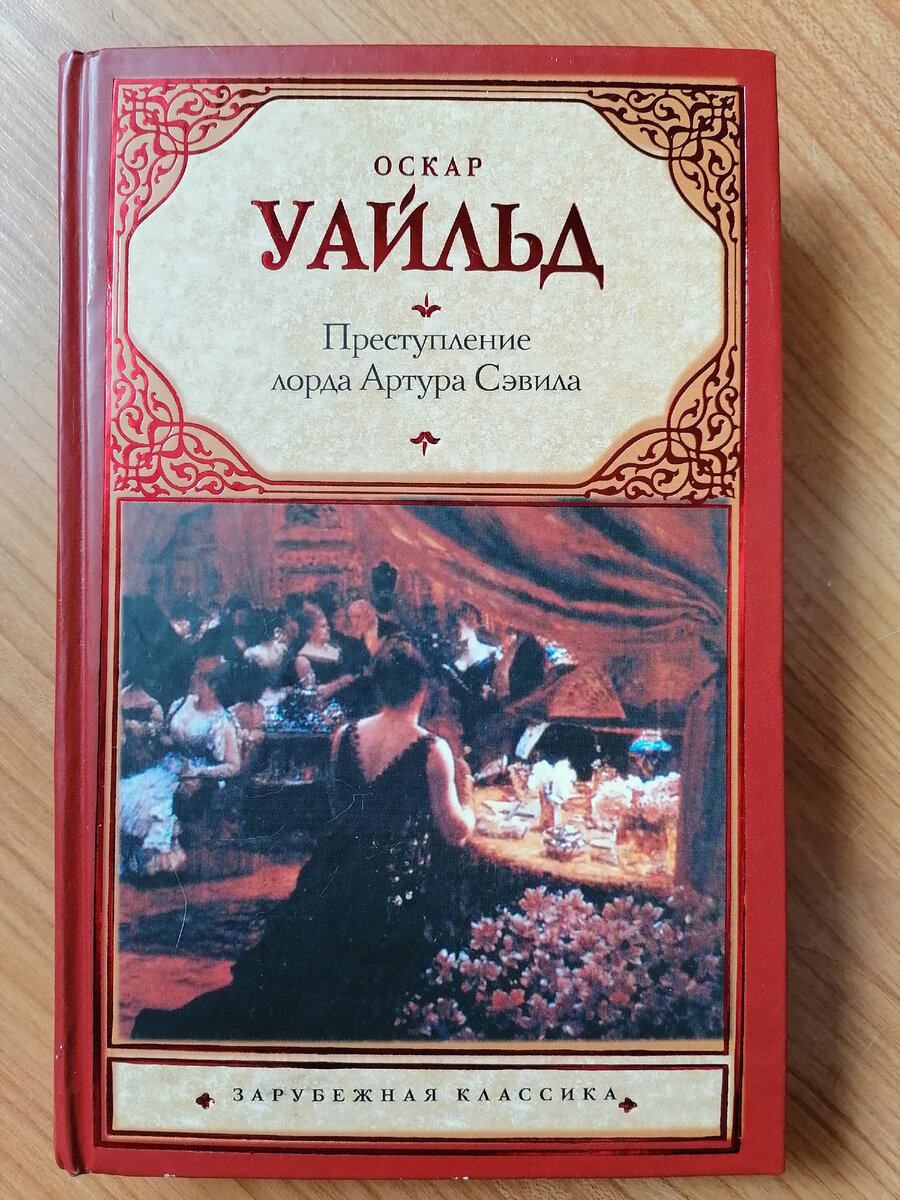 ОСКАР
УАЙЛЬД
Преступление
лорда Артура Сэвила
ЗАРУБЕЖНАЯ КЛАССИКА